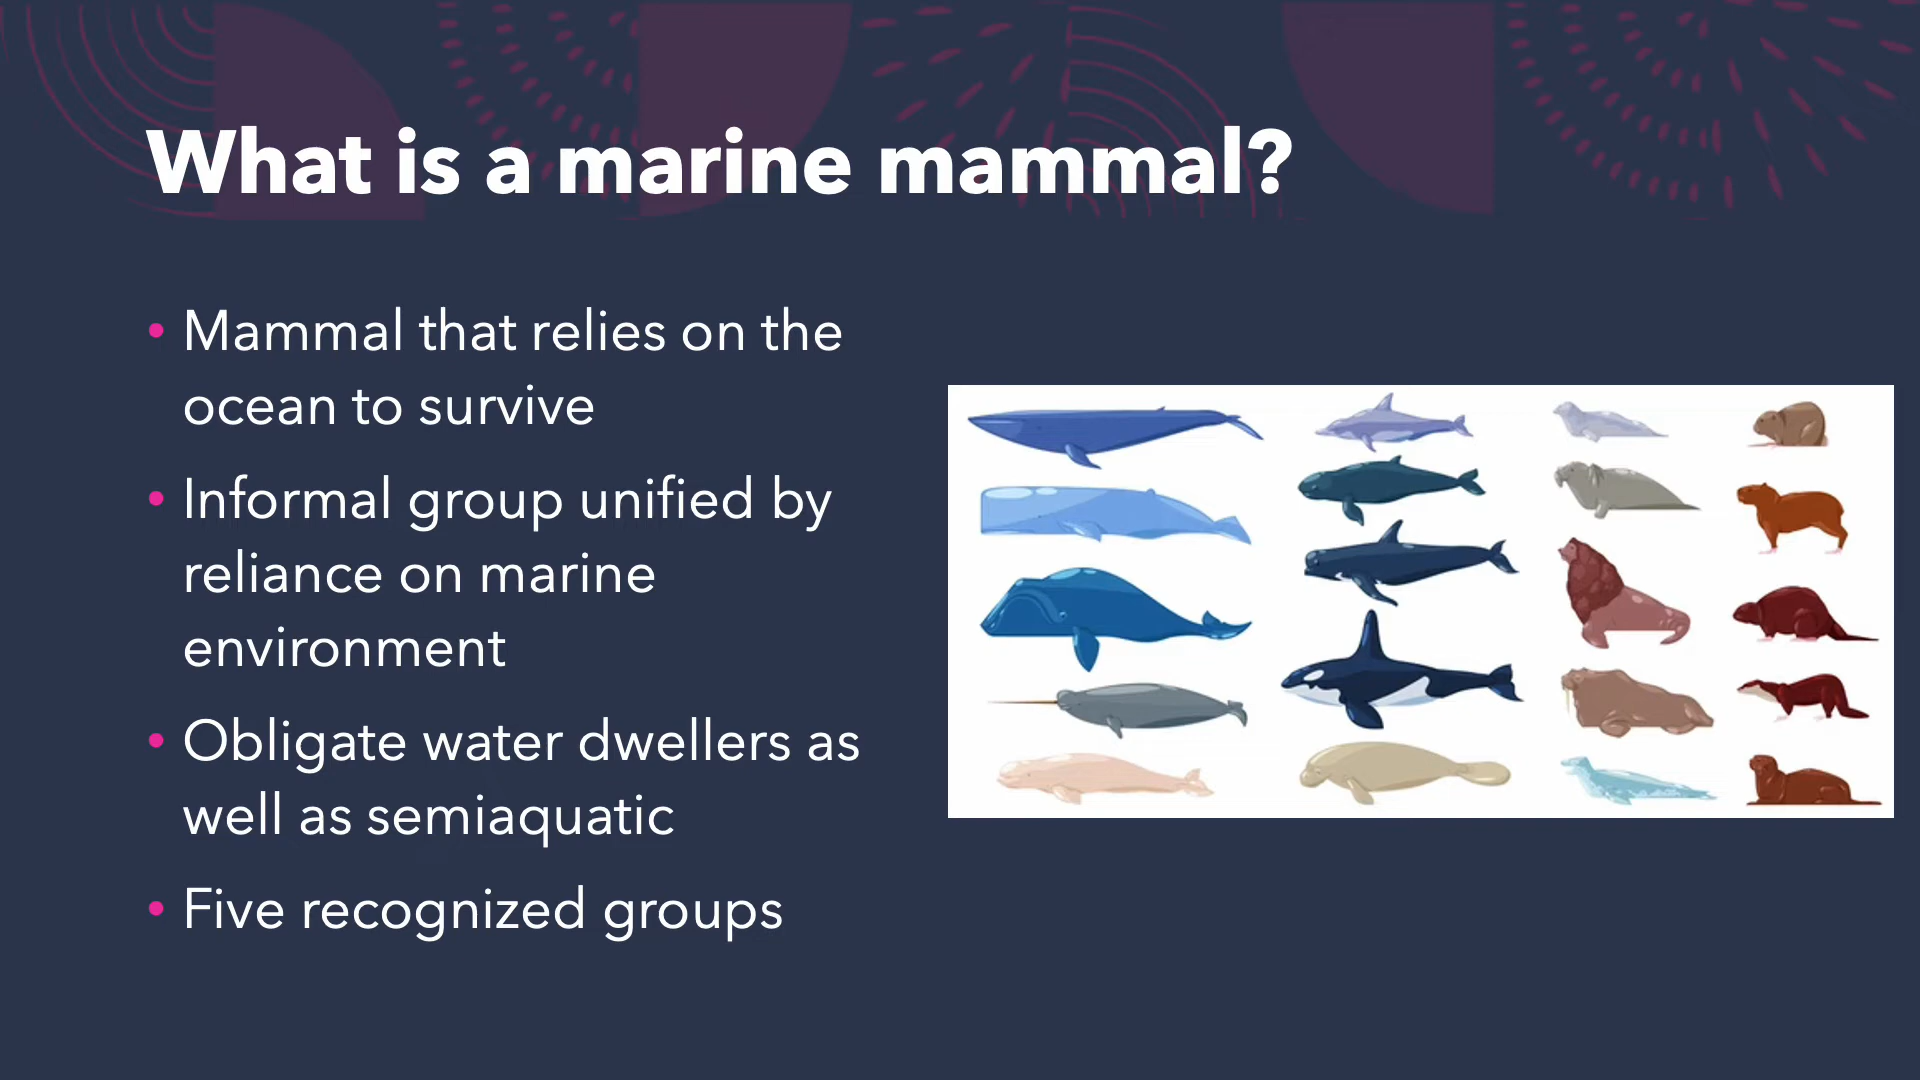 What is a marine mammal?
• Mammal that relies on the
ocean to survive
• Informal group unified by
reliance on marine
environment
• Obligate water dwellers as
well as semiaquatic
• Five recognized groups